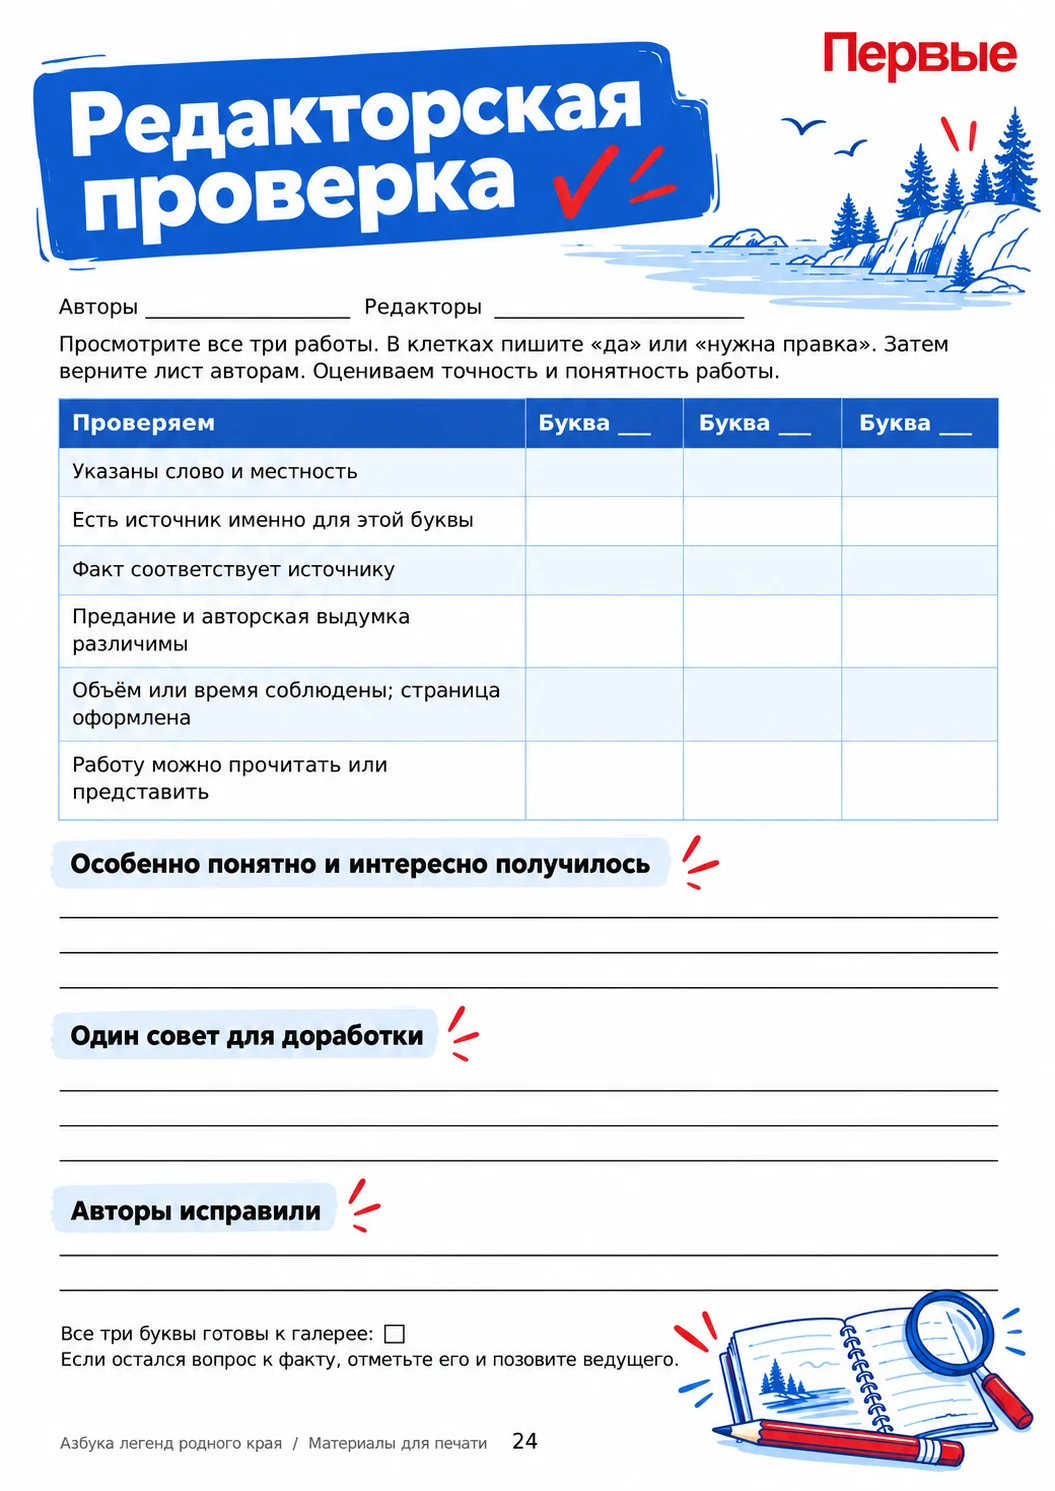 Первые
Редакторская
проверка
Авторы ____________ Редакторы ____________
Просмотрите все три работы. В клетках пишите «да» или «нужна правка». Затем
верните лист авторам. Оцениваем точность и понятность работы.
Проверяем Буква ___ Буква ___ Буква ___
Указаны слово и местность
Есть источник именно для этой буквы
Факт соответствует источнику
Предание и авторская выдумка
различимы
Объём или время соблюдены; страница
оформлена
Работу можно прочитать или
представить
Особенно понятно и интересно получилось
Один совет для доработки
Авторы исправили
Все три буквы готовы к галерее: ☐
Если остался вопрос к факту, отметьте его и позовите ведущего.
Азбука легенд родного края / Материалы для печати 24